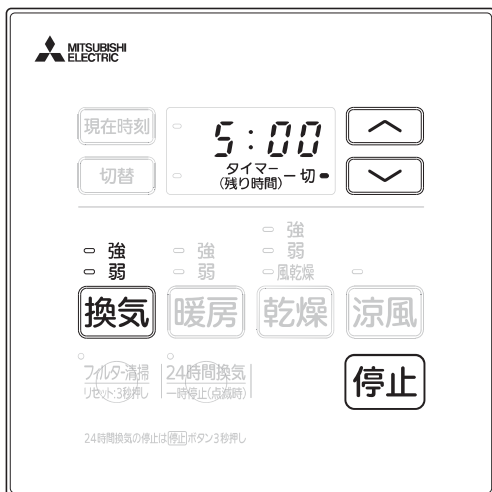 MITSUBISHI
ELECTRIC
現在時刻
5:00
切替
タイマー
(残り時間)
切
強 強 強
弱 弱 弱
風乾燥
換気 暖房 乾燥 涼風
フィルター清掃 24時間換気
リセット:3秒押し 一時停止(点滅時)
停止
24時間換気の停止は停止ボタン3秒押し